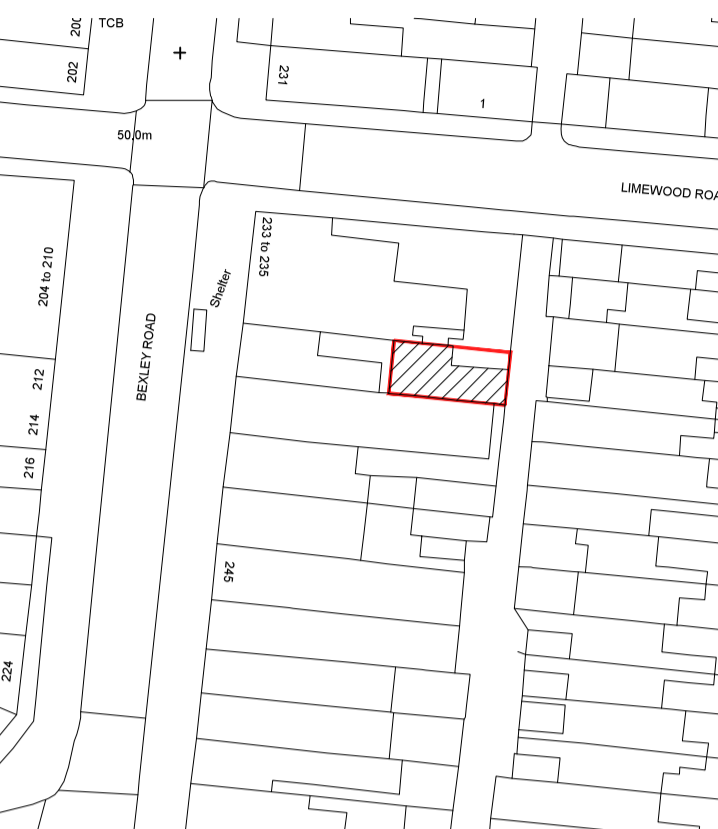 200
TCB
202
231
1
50.0m
LIMEWOOD ROA
233 to 235
204 to 210
Shelter
BEXLEY ROAD
212
214
216
245
224